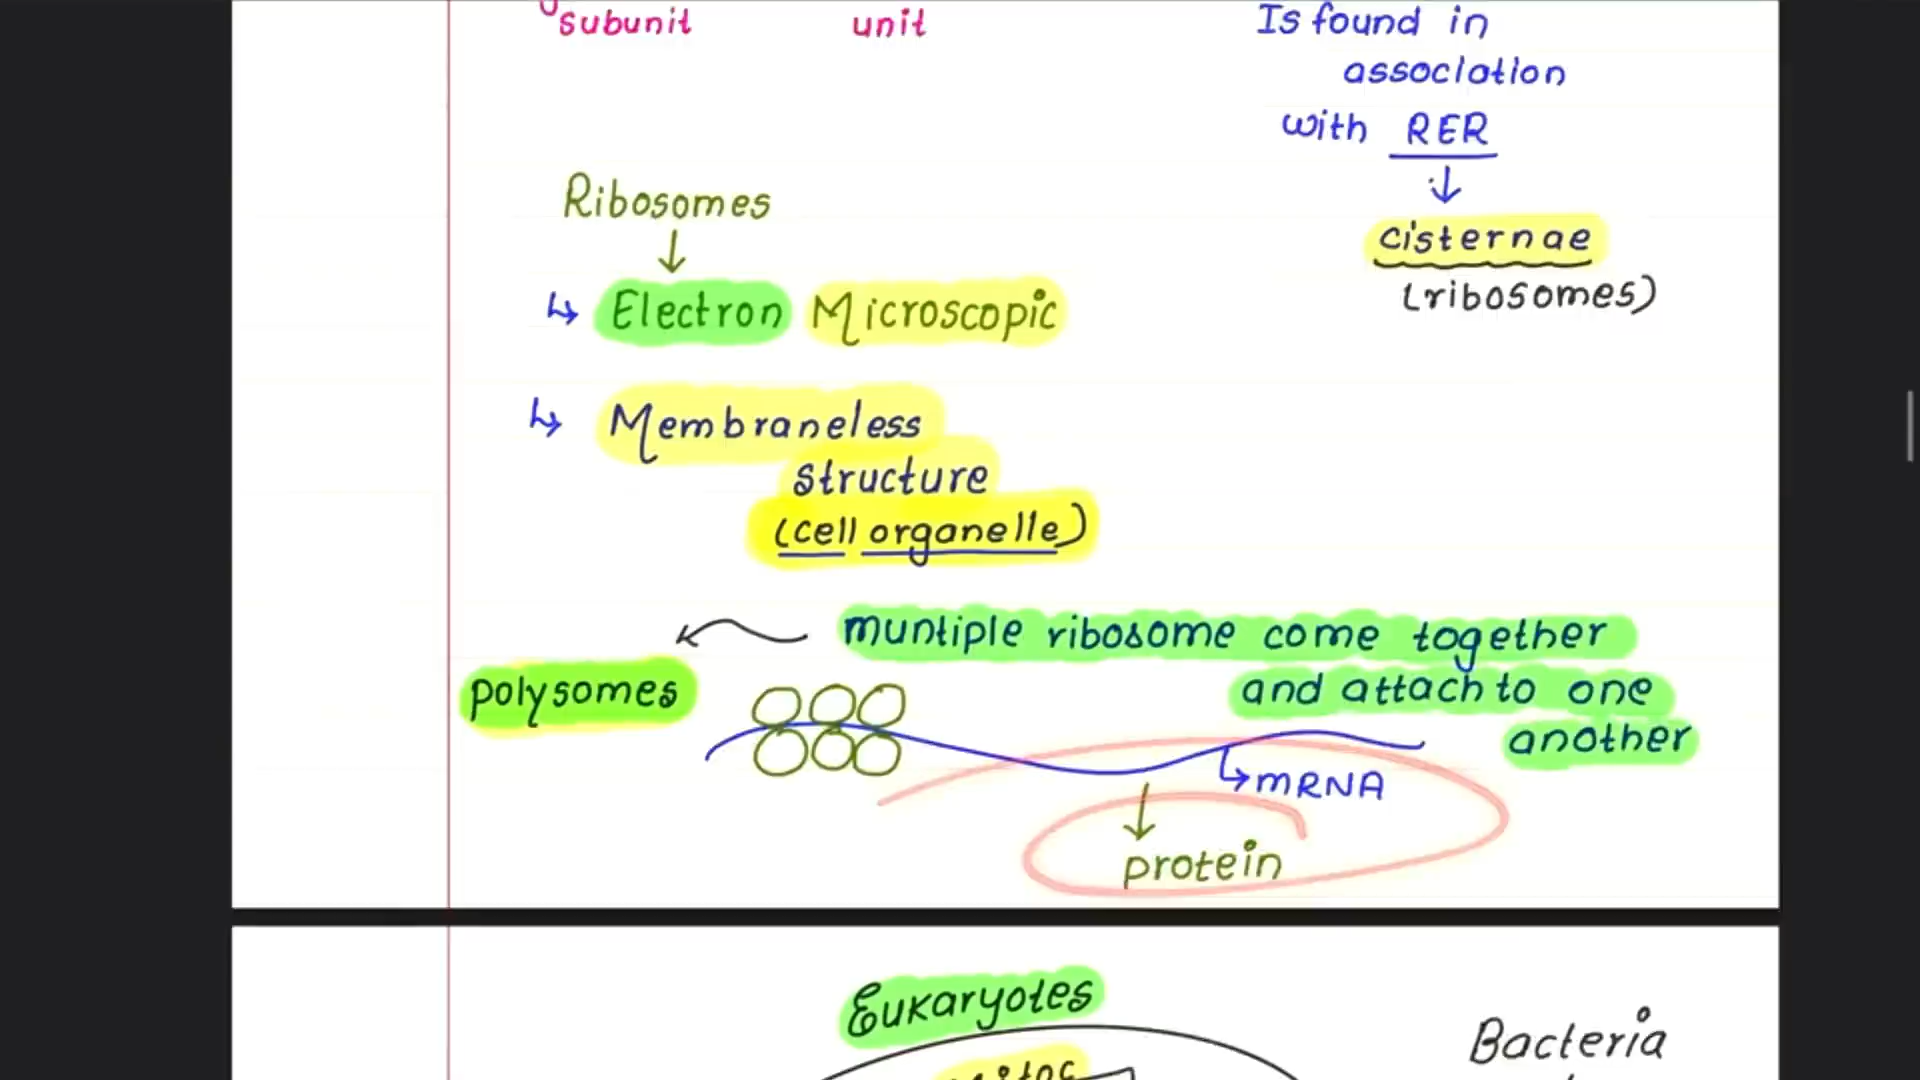 subunit unit
Is found in
association
with RER
cisternae
(ribosomes)
Ribosomes
Electron Microscopic
Membraneless
structure
(cell organelle)
muntiple ribosome come together
and attach to one
another
polysomes
mRNA
protein
Eukaryotes
Bacteria